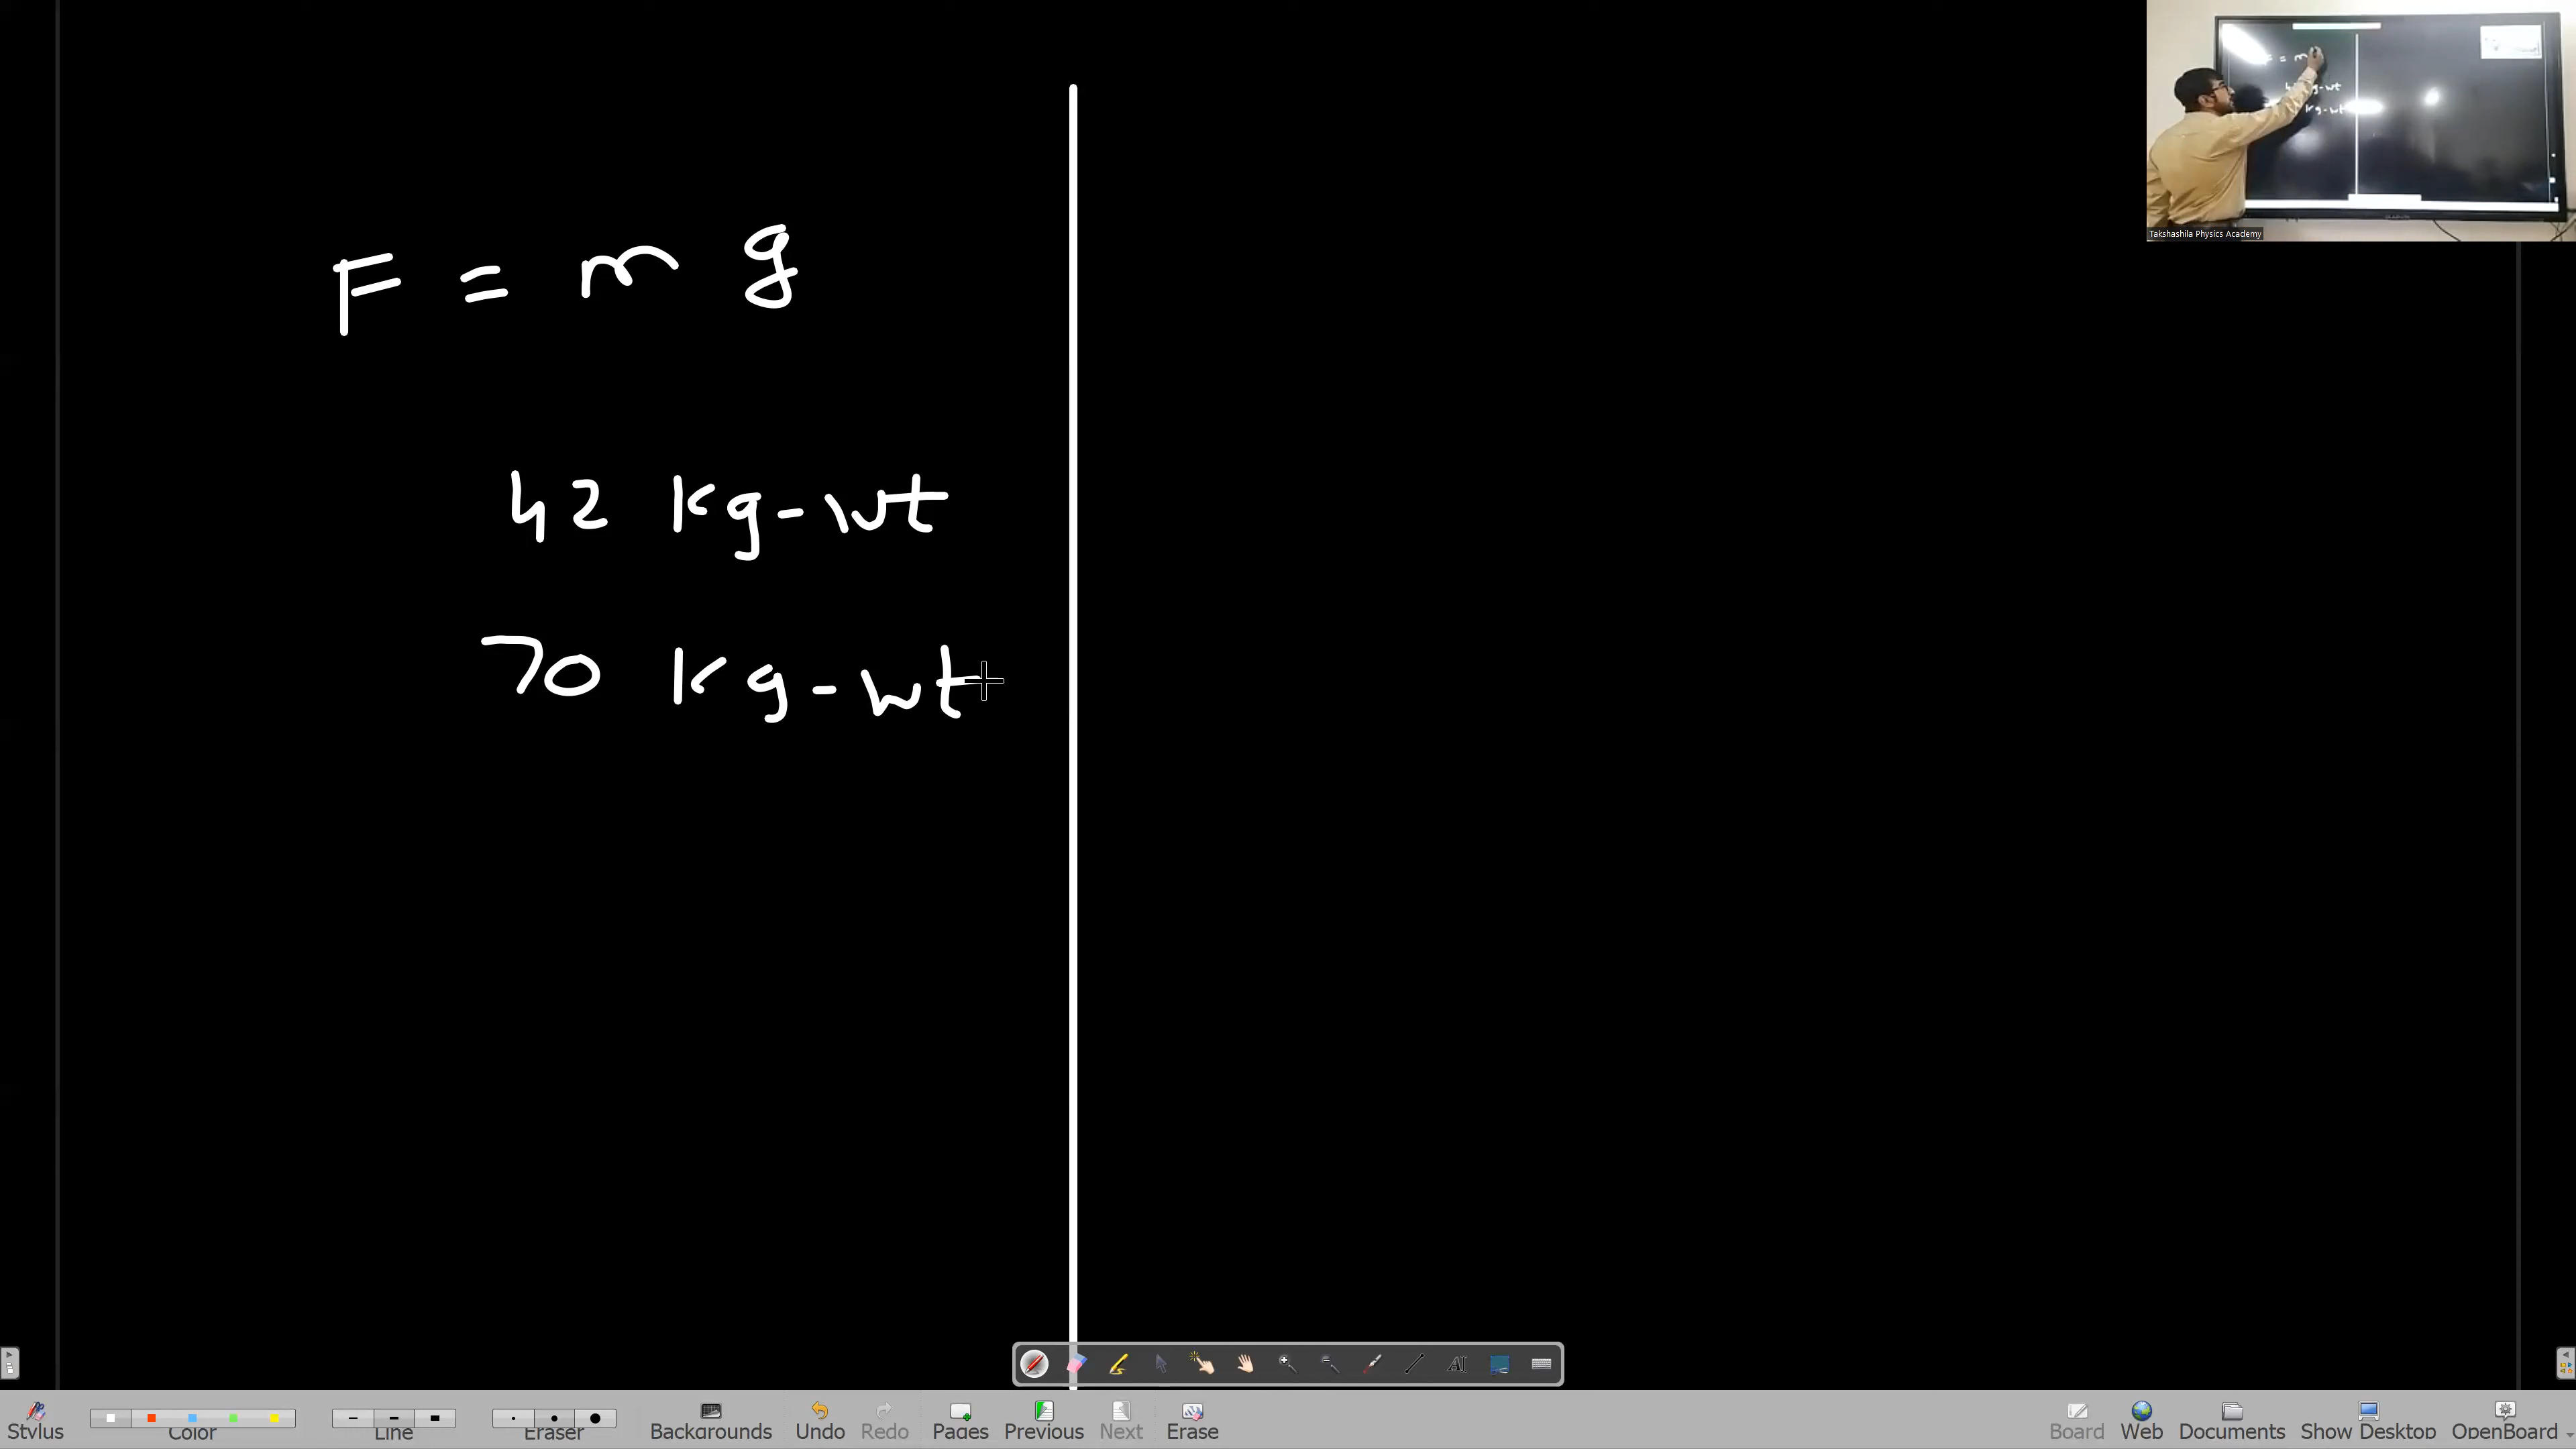 F = m g
42 kg-wt
70 kg-wt
Takshashila Physics Academy
Stylus
Color
Line
Eraser
Backgrounds
Undo
Redo
Pages
Previous
Next
Erase
Board
Web
Documents
Show Desktop
OpenBoard